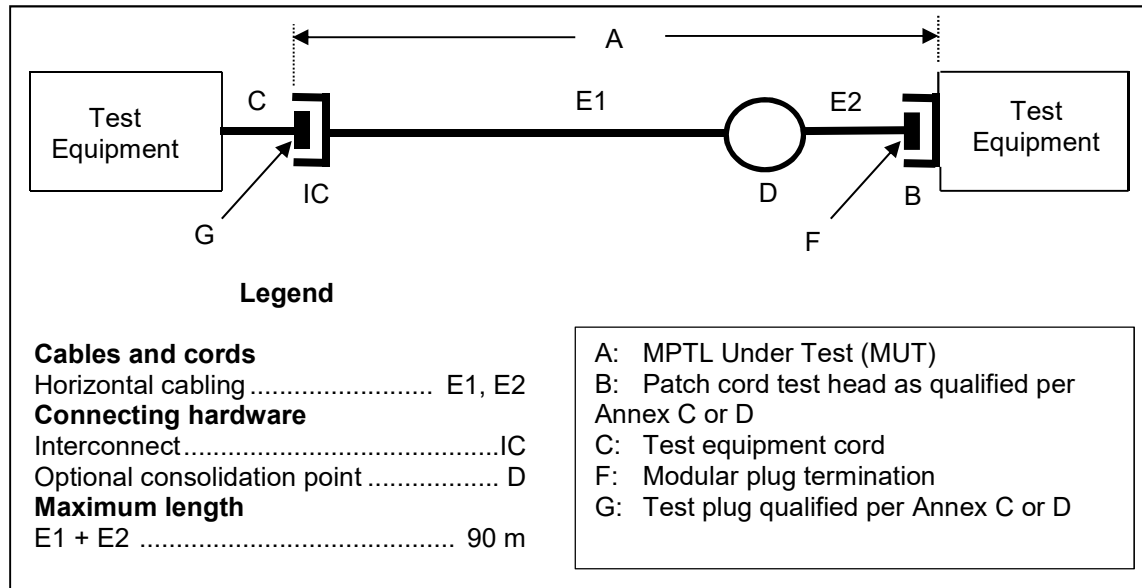 A
Test
Equipment
C
E1
E2
Test
Equipment
IC
D
B
G
F
Legend
Cables and cords
Horizontal cabling ......................... E1, E2
Connecting hardware
Interconnect ..........................................IC
Optional consolidation point ................... D
Maximum length
E1 + E2 ......................................... 90 m
A: MPTL Under Test (MUT)
B: Patch cord test head as qualified per
Annex C or D
C: Test equipment cord
F: Modular plug termination
G: Test plug qualified per Annex C or D